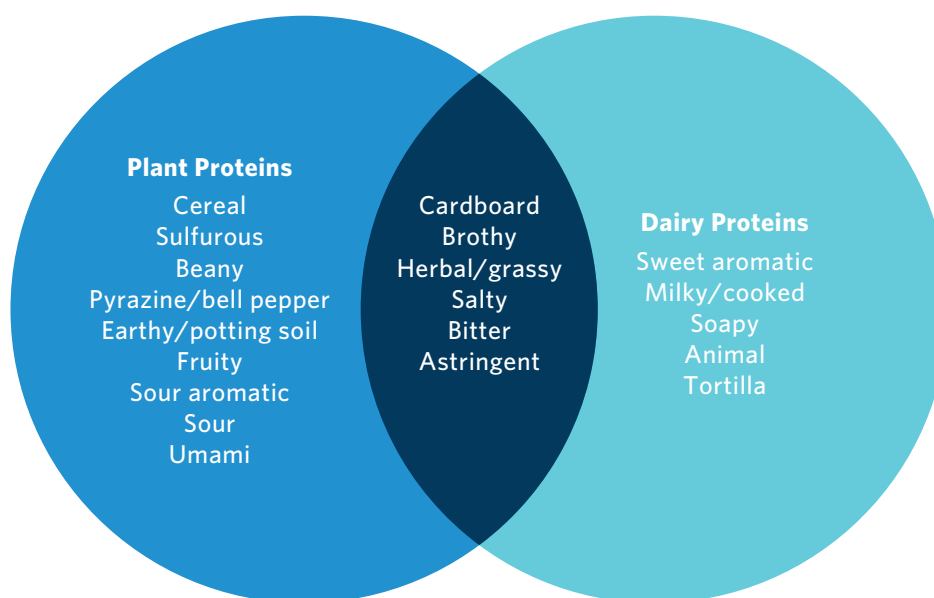 Plant Proteins
Cereal
Sulfurous
Beany
Pyrazine/bell pepper
Earthy/potting soil
Fruity
Sour aromatic
Sour
Umami
Cardboard
Brothy
Herbal/grassy
Salty
Bitter
Astringent
Dairy Proteins
Sweet aromatic
Milky/cooked
Soapy
Animal
Tortilla